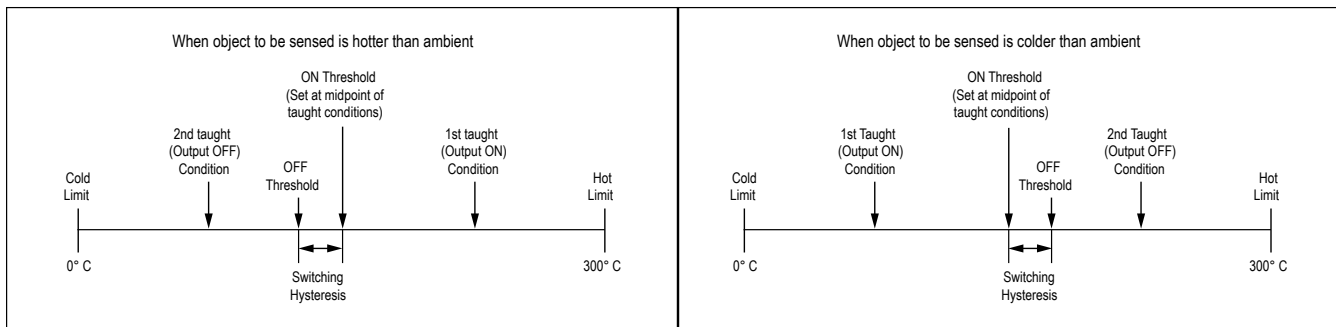 When object to be sensed is hotter than ambient
ON Threshold
(Set at midpoint of
taught conditions)
2nd taught
(Output OFF)
Condition
1st taught
(Output ON)
Condition
OFF
Threshold
Cold
Limit
Hot
Limit
0° C
300° C
Switching
Hysteresis
When object to be sensed is colder than ambient
ON Threshold
(Set at midpoint of
taught conditions)
1st Taught
(Output ON)
Condition
2nd Taught
(Output OFF)
Condition
OFF
Threshold
Cold
Limit
Hot
Limit
0° C
300° C
Switching
Hysteresis